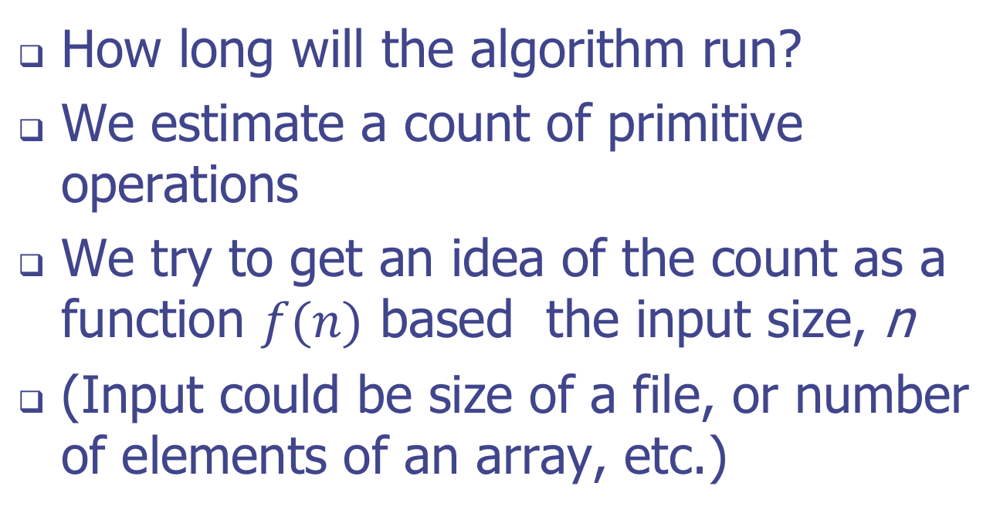 ❑ How long will the algorithm run?
❑ We estimate a count of primitive
operations
❑ We try to get an idea of the count as a
function f(n) based  the input size, n
❑ (Input could be size of a file, or number
of elements of an array, etc.)